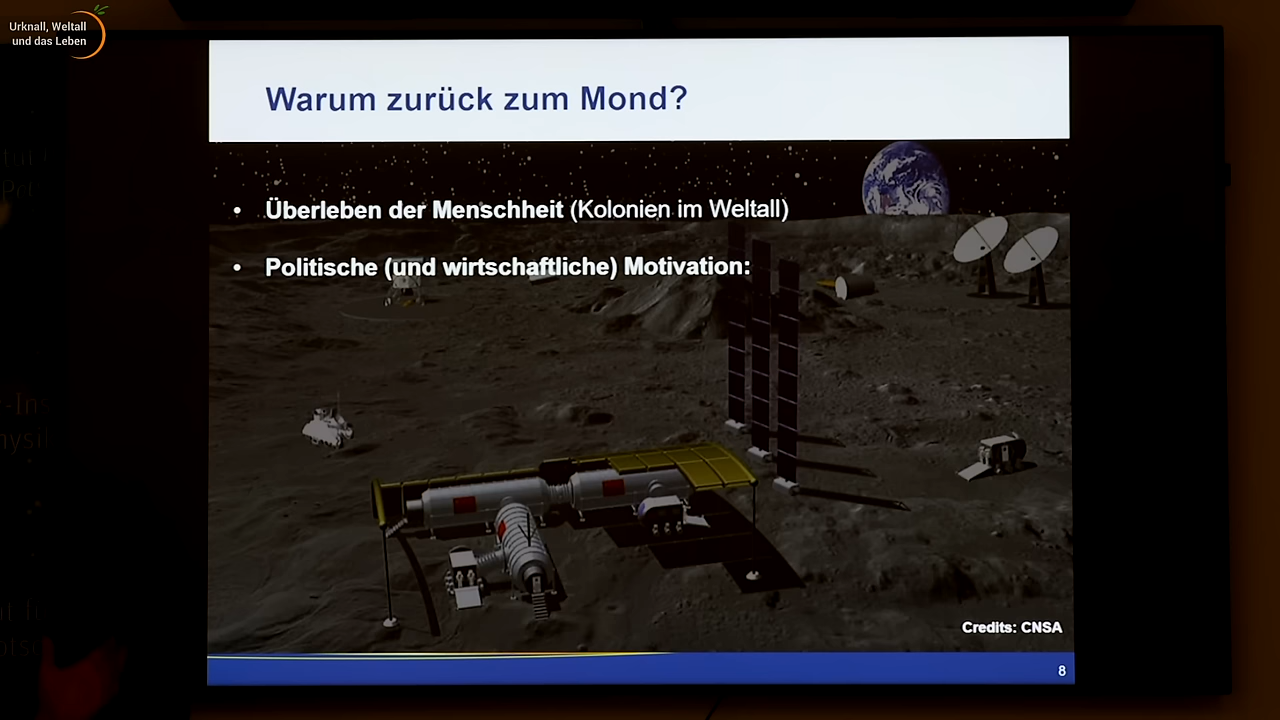 Urknall, Weltall
und das Leben
Warum zurück zum Mond?
• Überleben der Menschheit (Kolonien im Weltall)
• Politische (und wirtschaftliche) Motivation:
Credits: CNSA
8